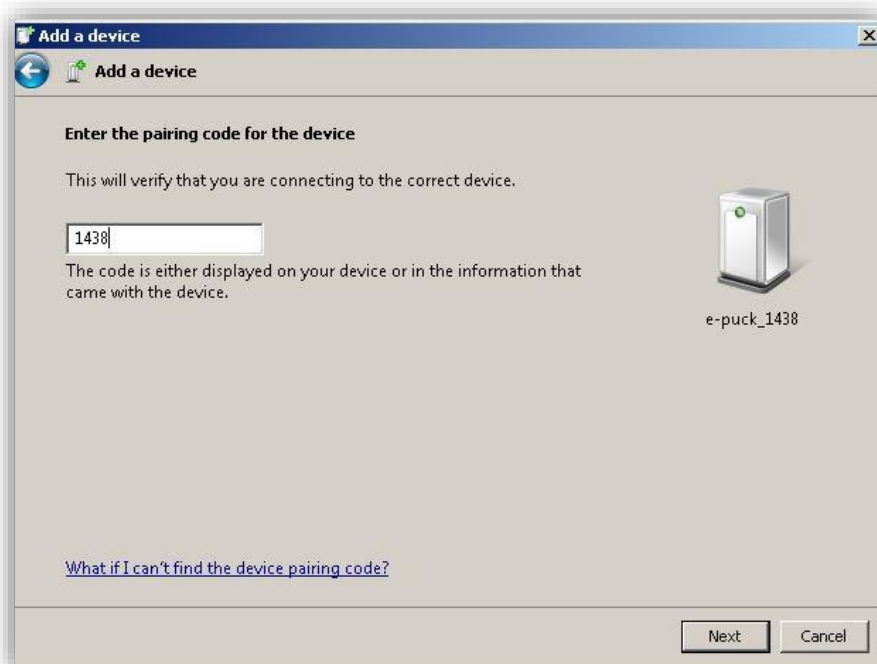 Add a device
Add a device
Enter the pairing code for the device
This will verify that you are connecting to the correct device.
1438
The code is either displayed on your device or in the information that
came with the device.
e-puck_1438
What if I can't find the device pairing code?
Next Cancel